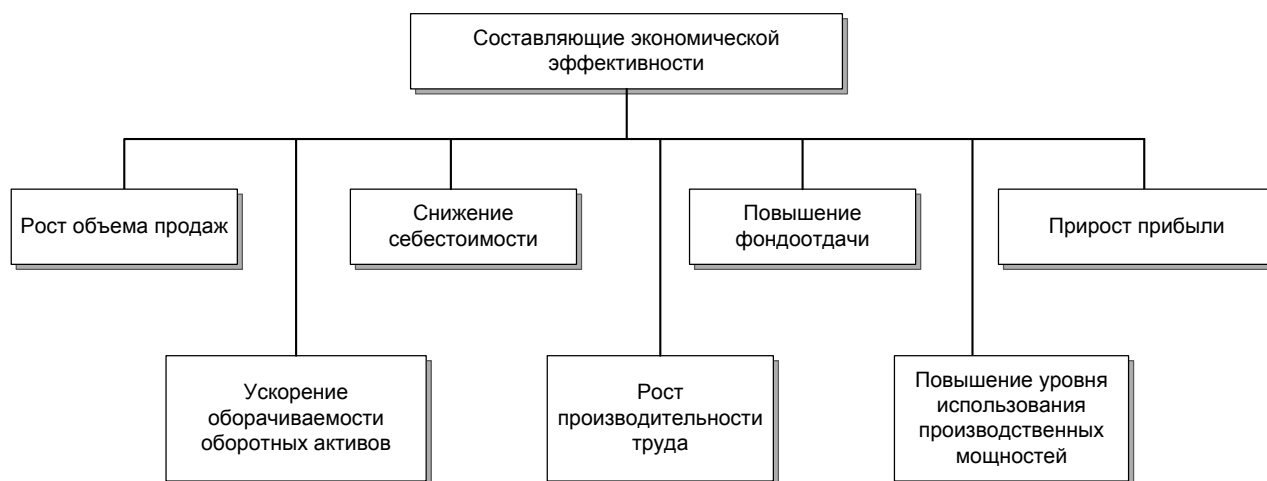 Составляющие экономической
эффективности
Рост объема продаж
Снижение
себестоимости
Повышение
фондоотдачи
Прирост прибыли
Ускорение
оборачиваемости
оборотных активов
Рост
производительности
труда
Повышение уровня
использования
производственных
мощностей